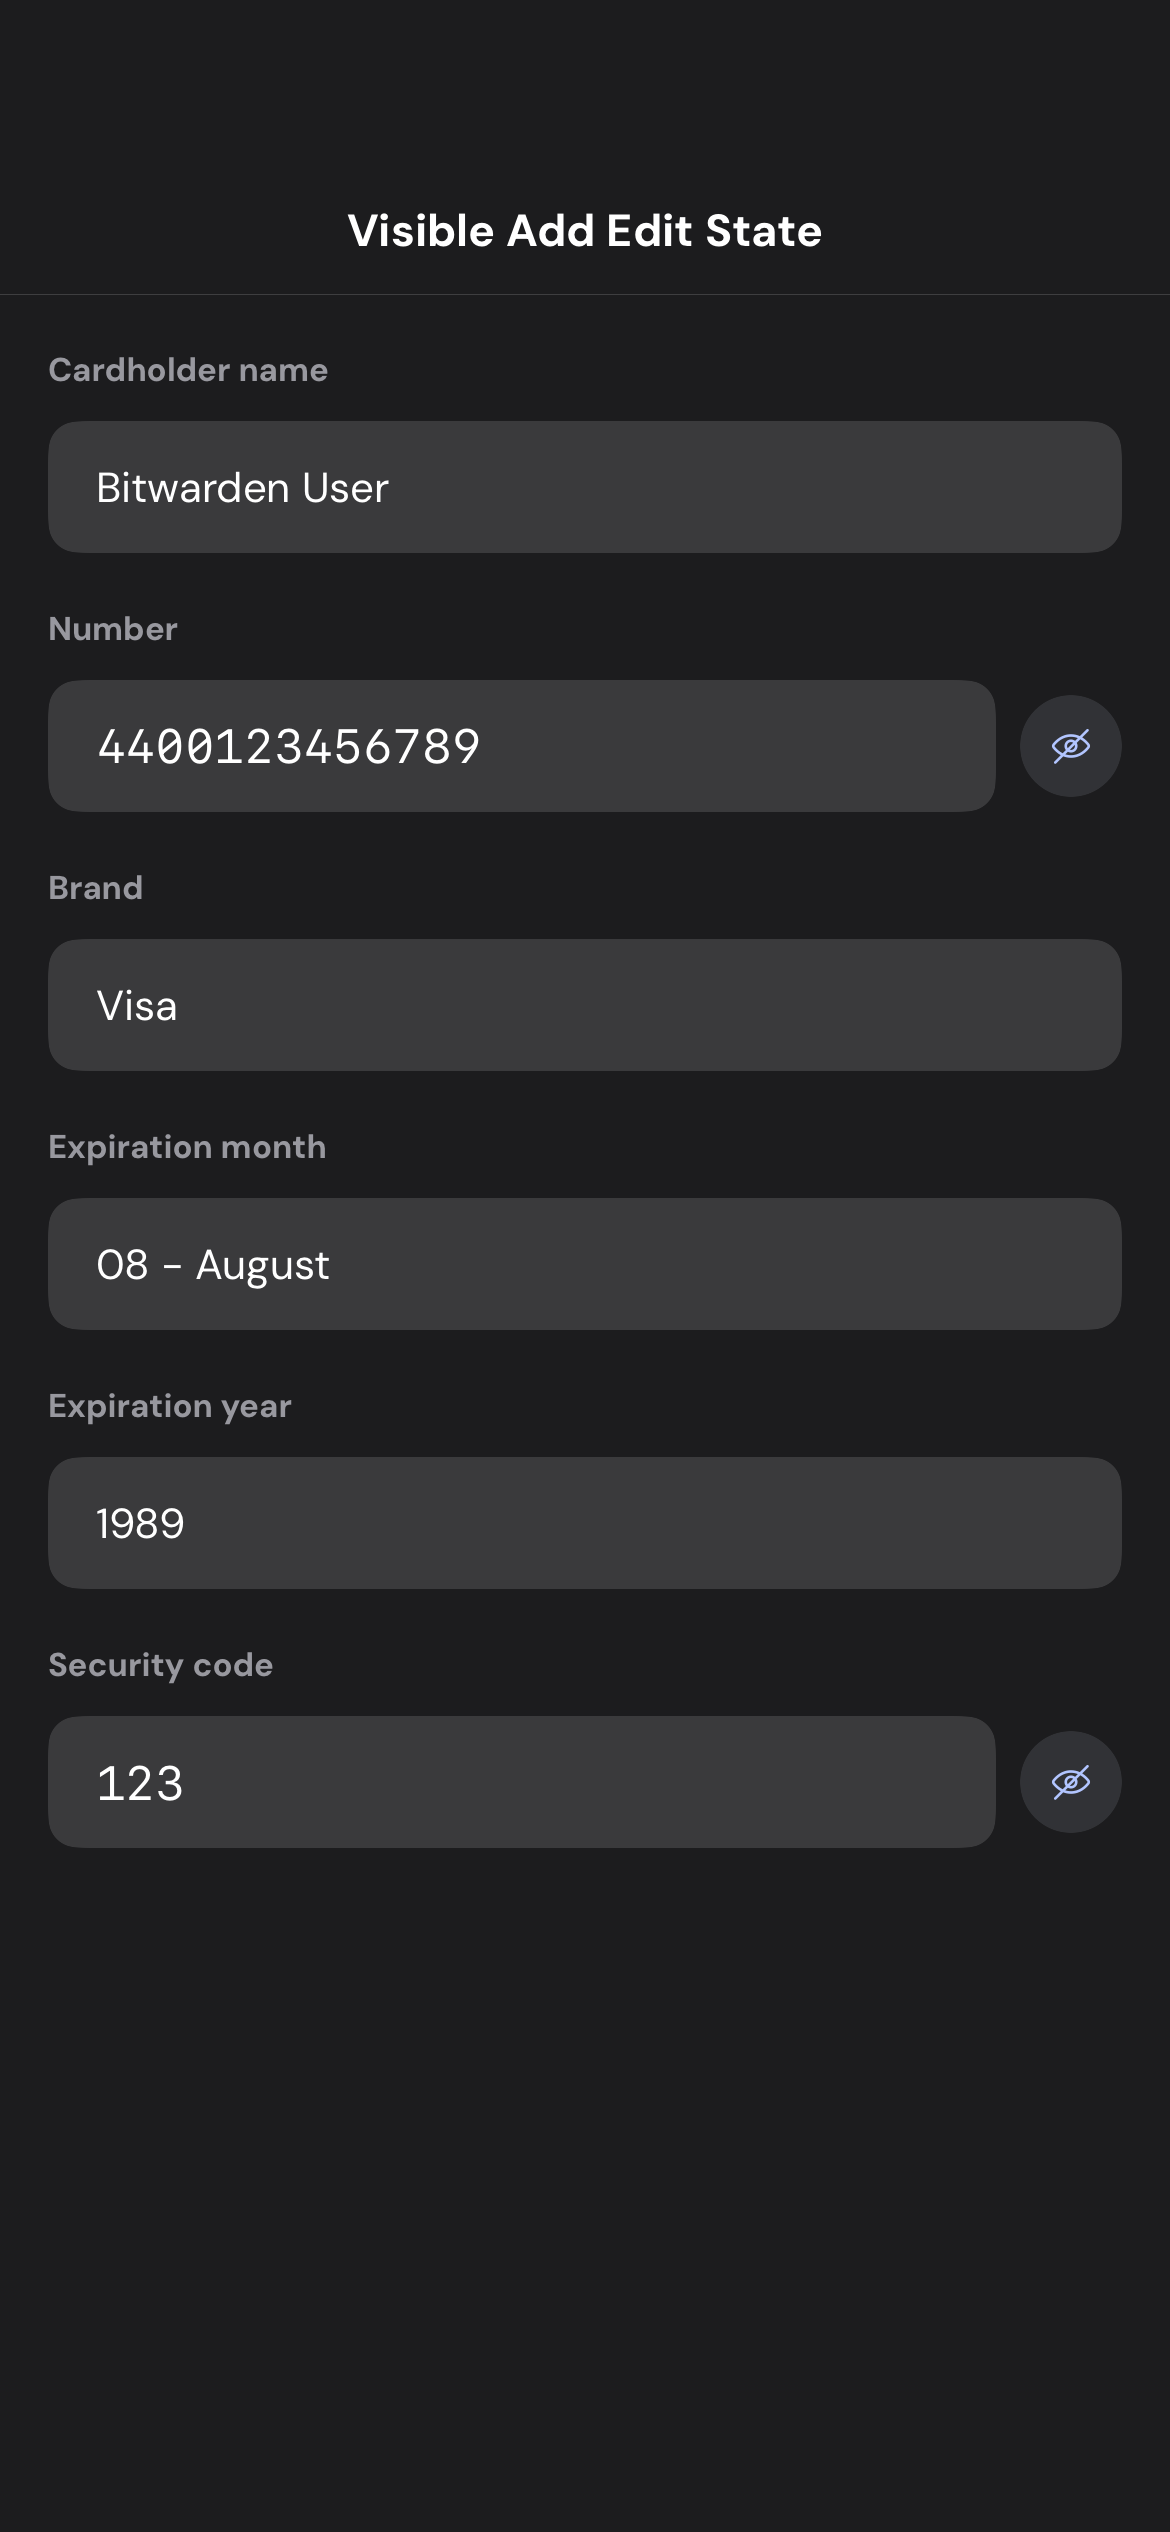 Visible Add Edit State
Cardholder name
Bitwarden User
Number
4400123456789
Brand
Visa
Expiration month
08 - August
Expiration year
1989
Security code
123